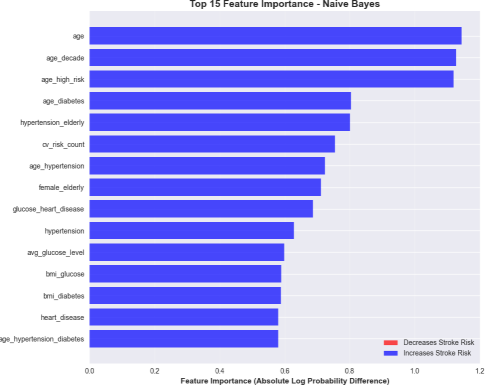 Top 15 Feature Importance - Naive Bayes
age
age_decade
age_high_risk
age_diabetes
hypertension_elderly
cv_risk_count
age_hypertension
female_elderly
glucose_heart_disease
hypertension
avg_glucose_level
bmi_glucose
bmi_diabetes
heart_disease
age_hypertension_diabetes
Decreases Stroke Risk
Increases Stroke Risk
0.0 0.2 0.4 0.6 0.8 1.0 1.2
Feature Importance (Absolute Log Probability Difference)